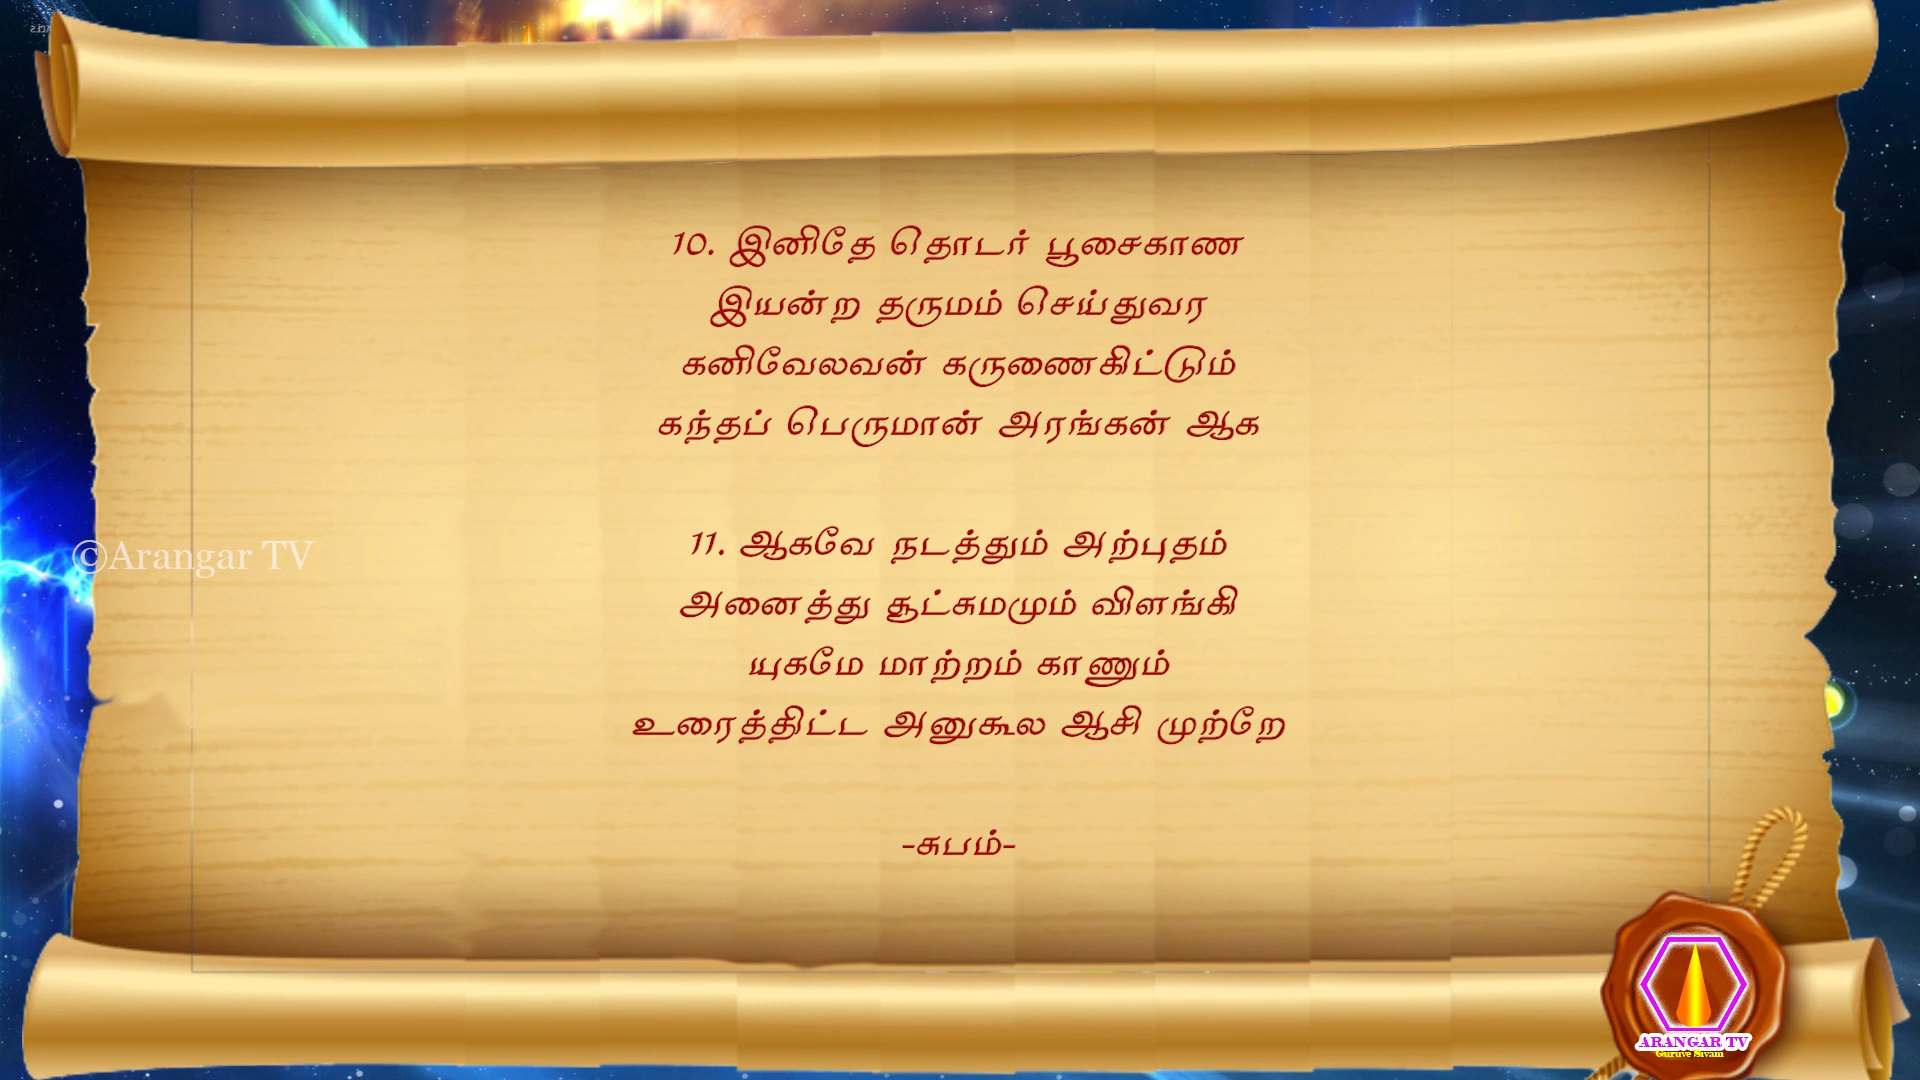 10. இனிதே தொடர் பூசைகாண
இயன்ற தருமம் செய்துவர
கனிவேலவன் கருணைகிட்டும்
கந்தப் பெருமான் அரங்கன் ஆக
11. ஆகவே நடத்தும் அற்புதம்
©Arangar TV
அனைத்து சூட்சுமமும் விளங்கி
யுகமே மாற்றம் காணும்
உரைத்திட்ட அனுகூல ஆசி முற்றே
-சுபம்-
ARANGAR TV
Guruve Sivam